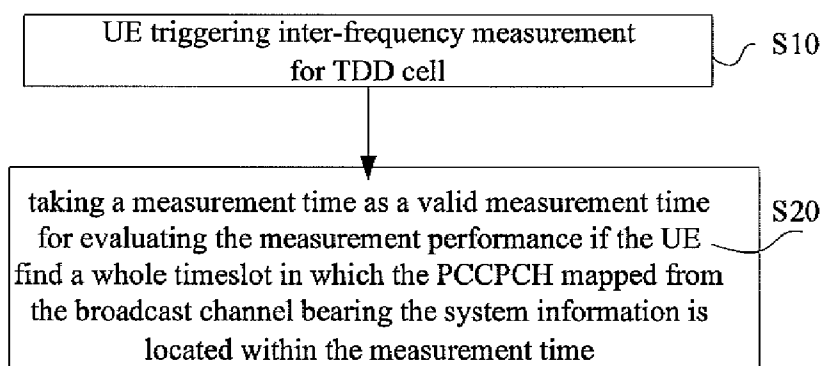 UE triggering inter-frequency measurement
for TDD cell
S10
taking a measurement time as a valid measurement time
for evaluating the measurement performance if the UE
find a whole timeslot in which the PCCPCH mapped from
the broadcast channel bearing the system information is
located within the measurement time
S20